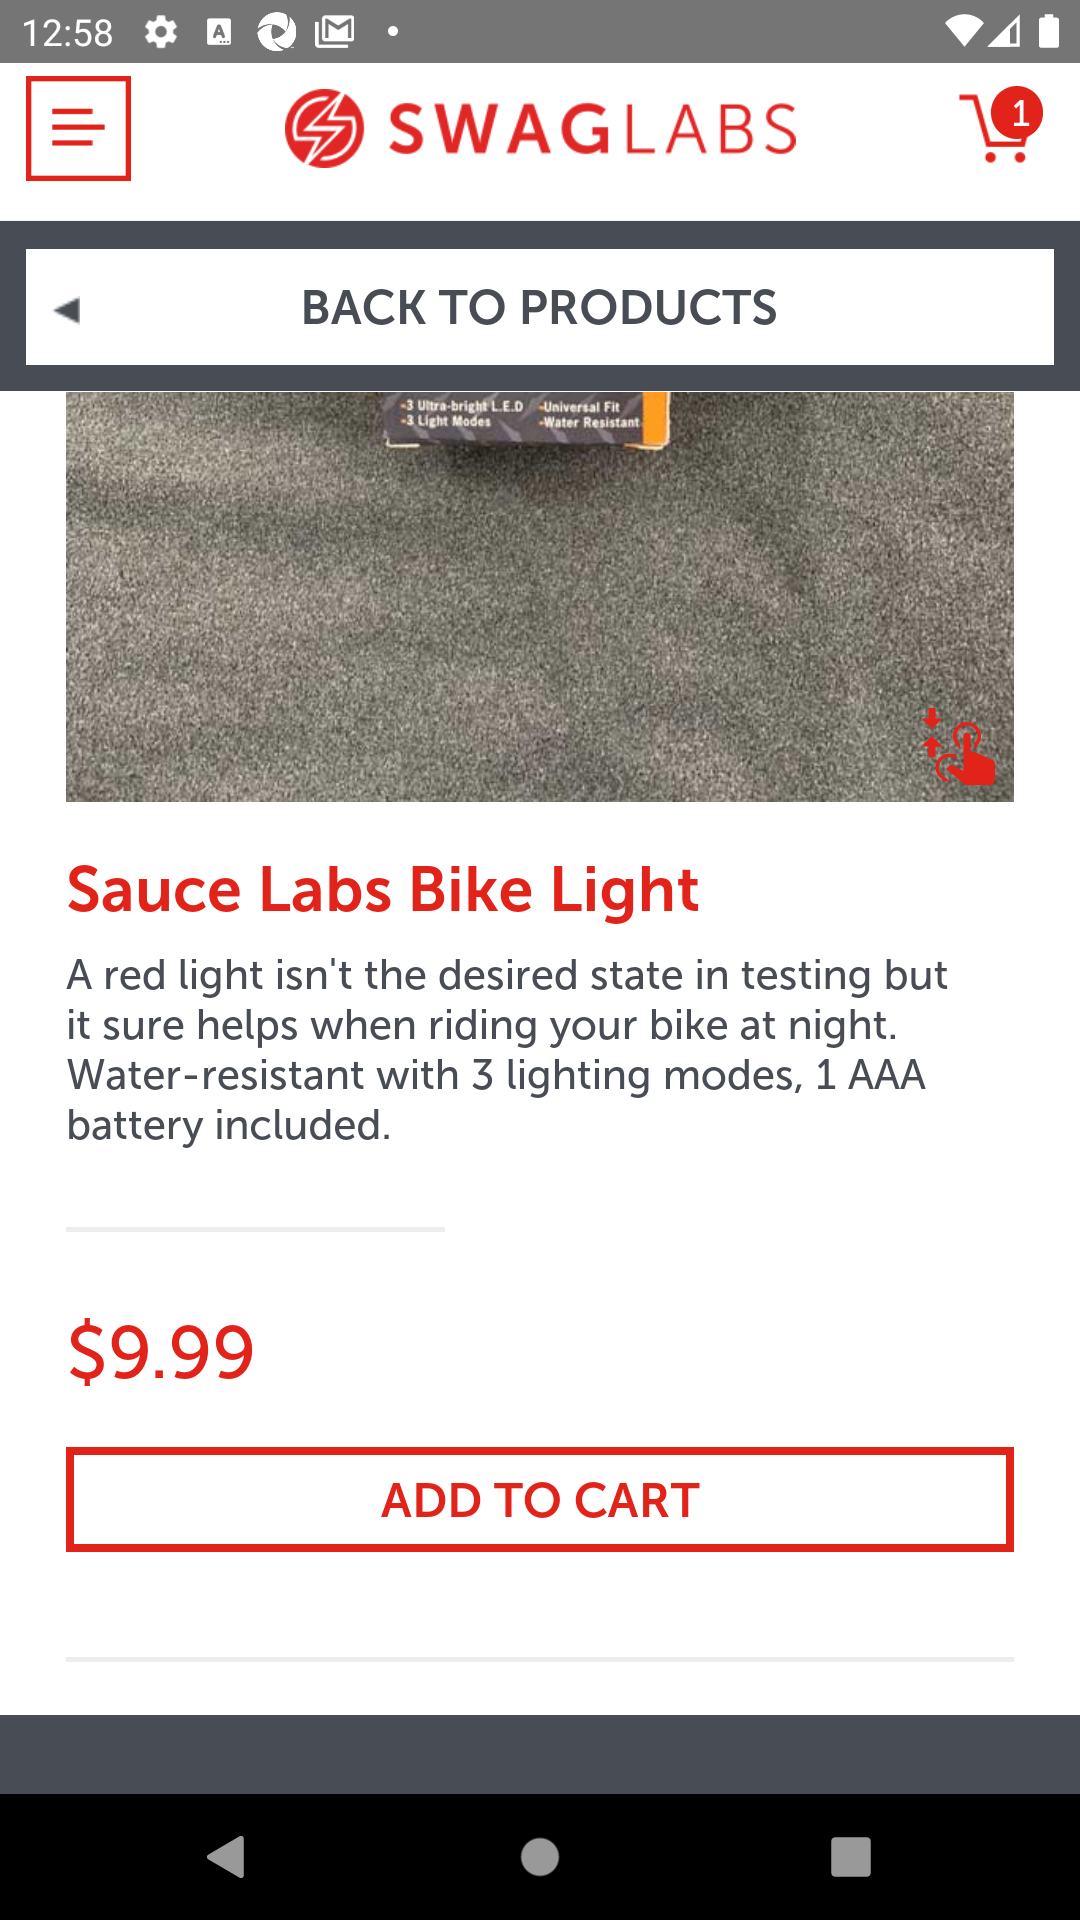 12:58
SWAGLABS
1
BACK TO PRODUCTS
-3 Ultra-bright L.E.D -Universal Fit
-3 Light Modes -Water Resistant
Sauce Labs Bike Light
A red light isn't the desired state in testing but
it sure helps when riding your bike at night.
Water-resistant with 3 lighting modes, 1 AAA
battery included.
$9.99
ADD TO CART